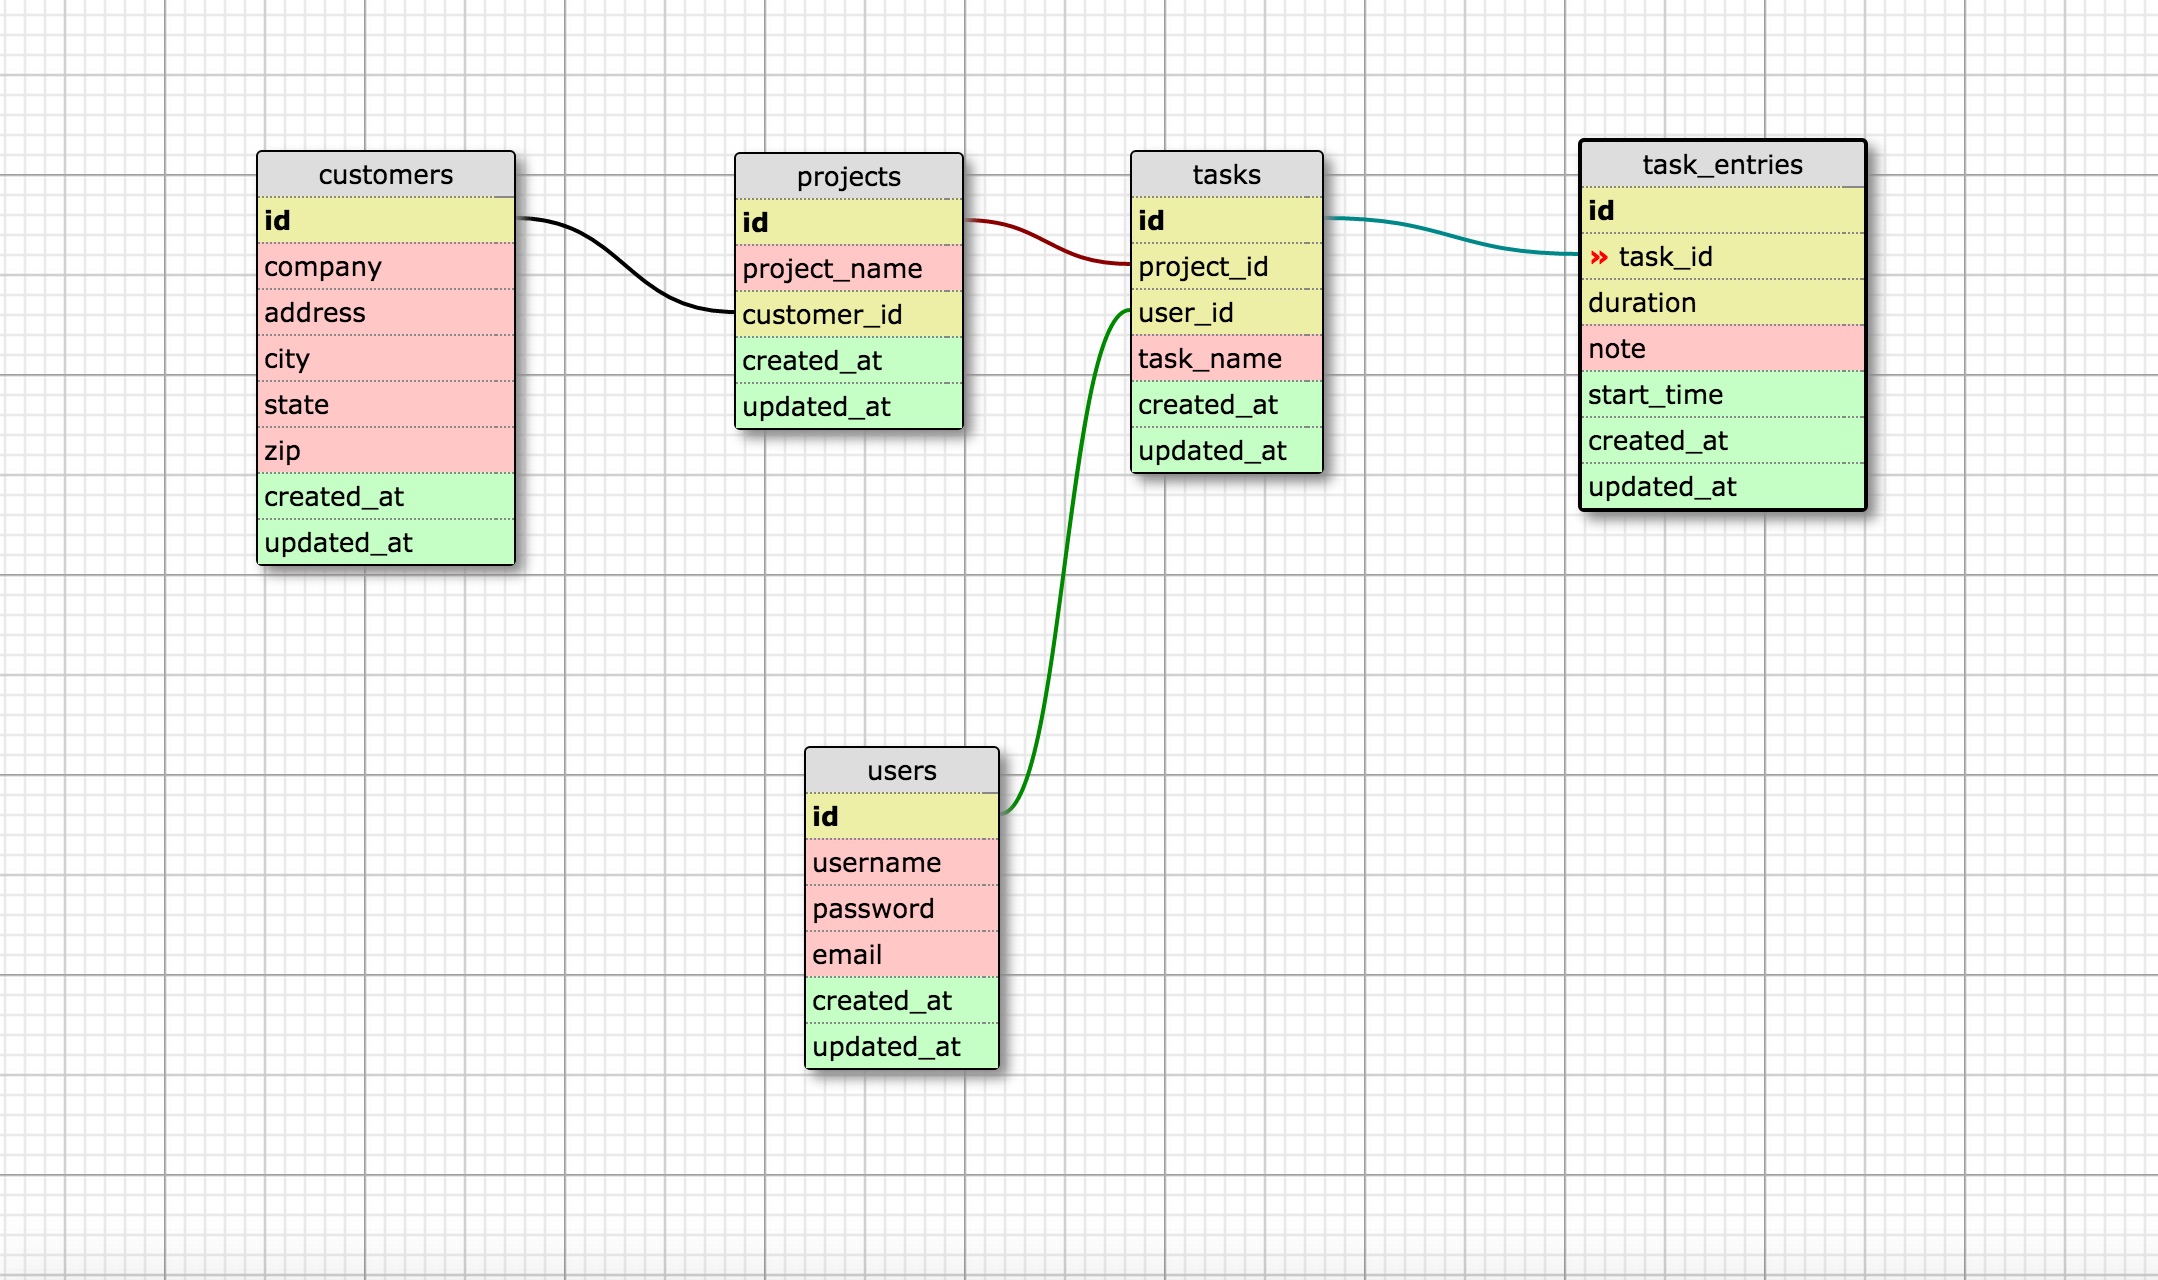 customers
id
company
address
city
state
zip
created_at
updated_at
projects
id
project_name
customer_id
created_at
updated_at
tasks
id
project_id
user_id
task_name
created_at
updated_at
task_entries
id
» task_id
duration
note
start_time
created_at
updated_at
users
id
username
password
email
created_at
updated_at